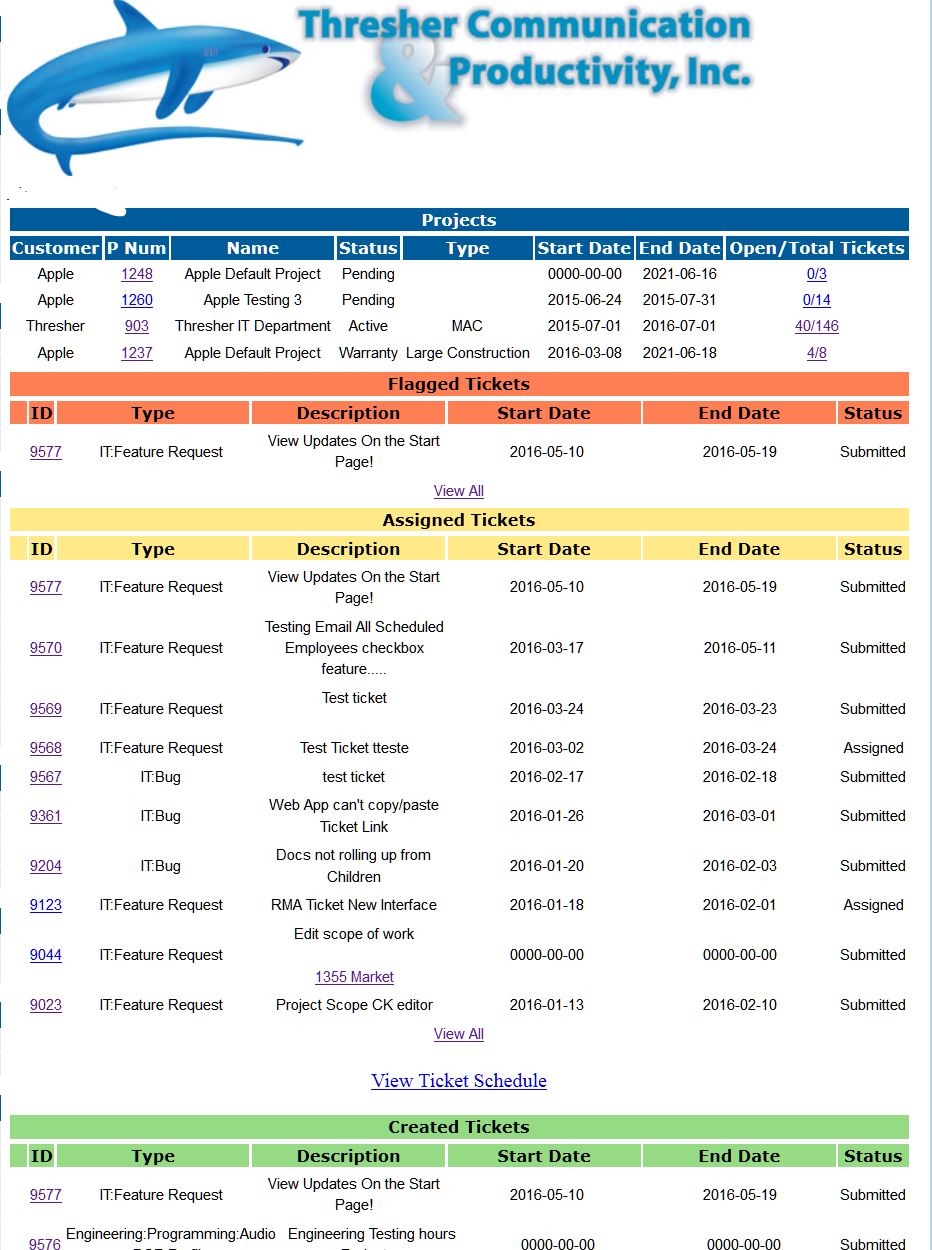 Thresher Communication
& Productivity, Inc.
Projects
Customer P Num Name Status Type Start Date End Date Open/Total Tickets
Apple 1248 Apple Default Project Pending 0000-00-00 2021-06-16 0/3
Apple 1260 Apple Testing 3 Pending 2015-06-24 2015-07-31 0/14
Thresher 903 Thresher IT Department Active MAC 2015-07-01 2016-07-01 40/146
Apple 1237 Apple Default Project Warranty Large Construction 2016-03-08 2021-06-18 4/8
Flagged Tickets
ID Type Description Start Date End Date Status
9577 IT:Feature Request View Updates On the Start 2016-05-10 2016-05-19 Submitted
Page!
View All
Assigned Tickets
ID Type Description Start Date End Date Status
9577 IT:Feature Request View Updates On the Start 2016-05-10 2016-05-19 Submitted
Page!
Testing Email All Scheduled
9570 IT:Feature Request Employees checkbox 2016-03-17 2016-05-11 Submitted
feature.....
Test ticket
9569 IT:Feature Request 2016-03-24 2016-03-23 Submitted
9568 IT:Feature Request Test Ticket tteste 2016-03-02 2016-03-24 Assigned
9567 IT:Bug test ticket 2016-02-17 2016-02-18 Submitted
9361 IT:Bug Web App can't copy/paste 2016-01-26 2016-03-01 Submitted
Ticket Link
9204 IT:Bug Docs not rolling up from 2016-01-20 2016-02-03 Submitted
Children
9123 IT:Feature Request RMA Ticket New Interface 2016-01-18 2016-02-01 Assigned
Edit scope of work
9044 IT:Feature Request 0000-00-00 0000-00-00 Submitted
1355 Market
9023 IT:Feature Request Project Scope CK editor 2016-01-13 2016-02-10 Submitted
View All
View Ticket Schedule
Created Tickets
ID Type Description Start Date End Date Status
9577 IT:Feature Request View Updates On the Start 2016-05-10 2016-05-19 Submitted
Page!
Engineering:Programming:Audio Engineering Testing hours
9576 0000-00-00 0000-00-00 Submitted